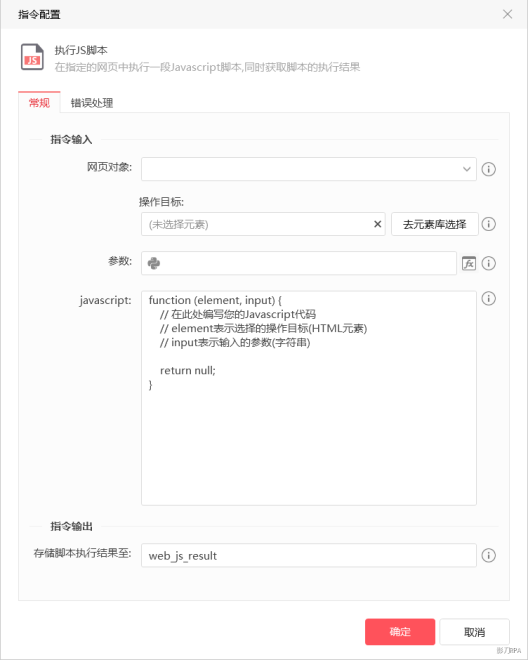 指令配置
执行JS脚本
JS
在指定的网页中执行一段Javascript脚本,同时获取脚本的执行结果
常规 错误处理
指令输入
网页对象:
操作目标:
(未选择元素) 去元素库选择
参数: fx
javascript: function (element, input) {
// 在此处编写您的Javascript代码
// element表示选择的操作目标(HTML元素)
// input表示输入的参数(字符串)
return null;
}
指令输出
存储脚本执行结果至: web_js_result
确定 取消
影刀RPA